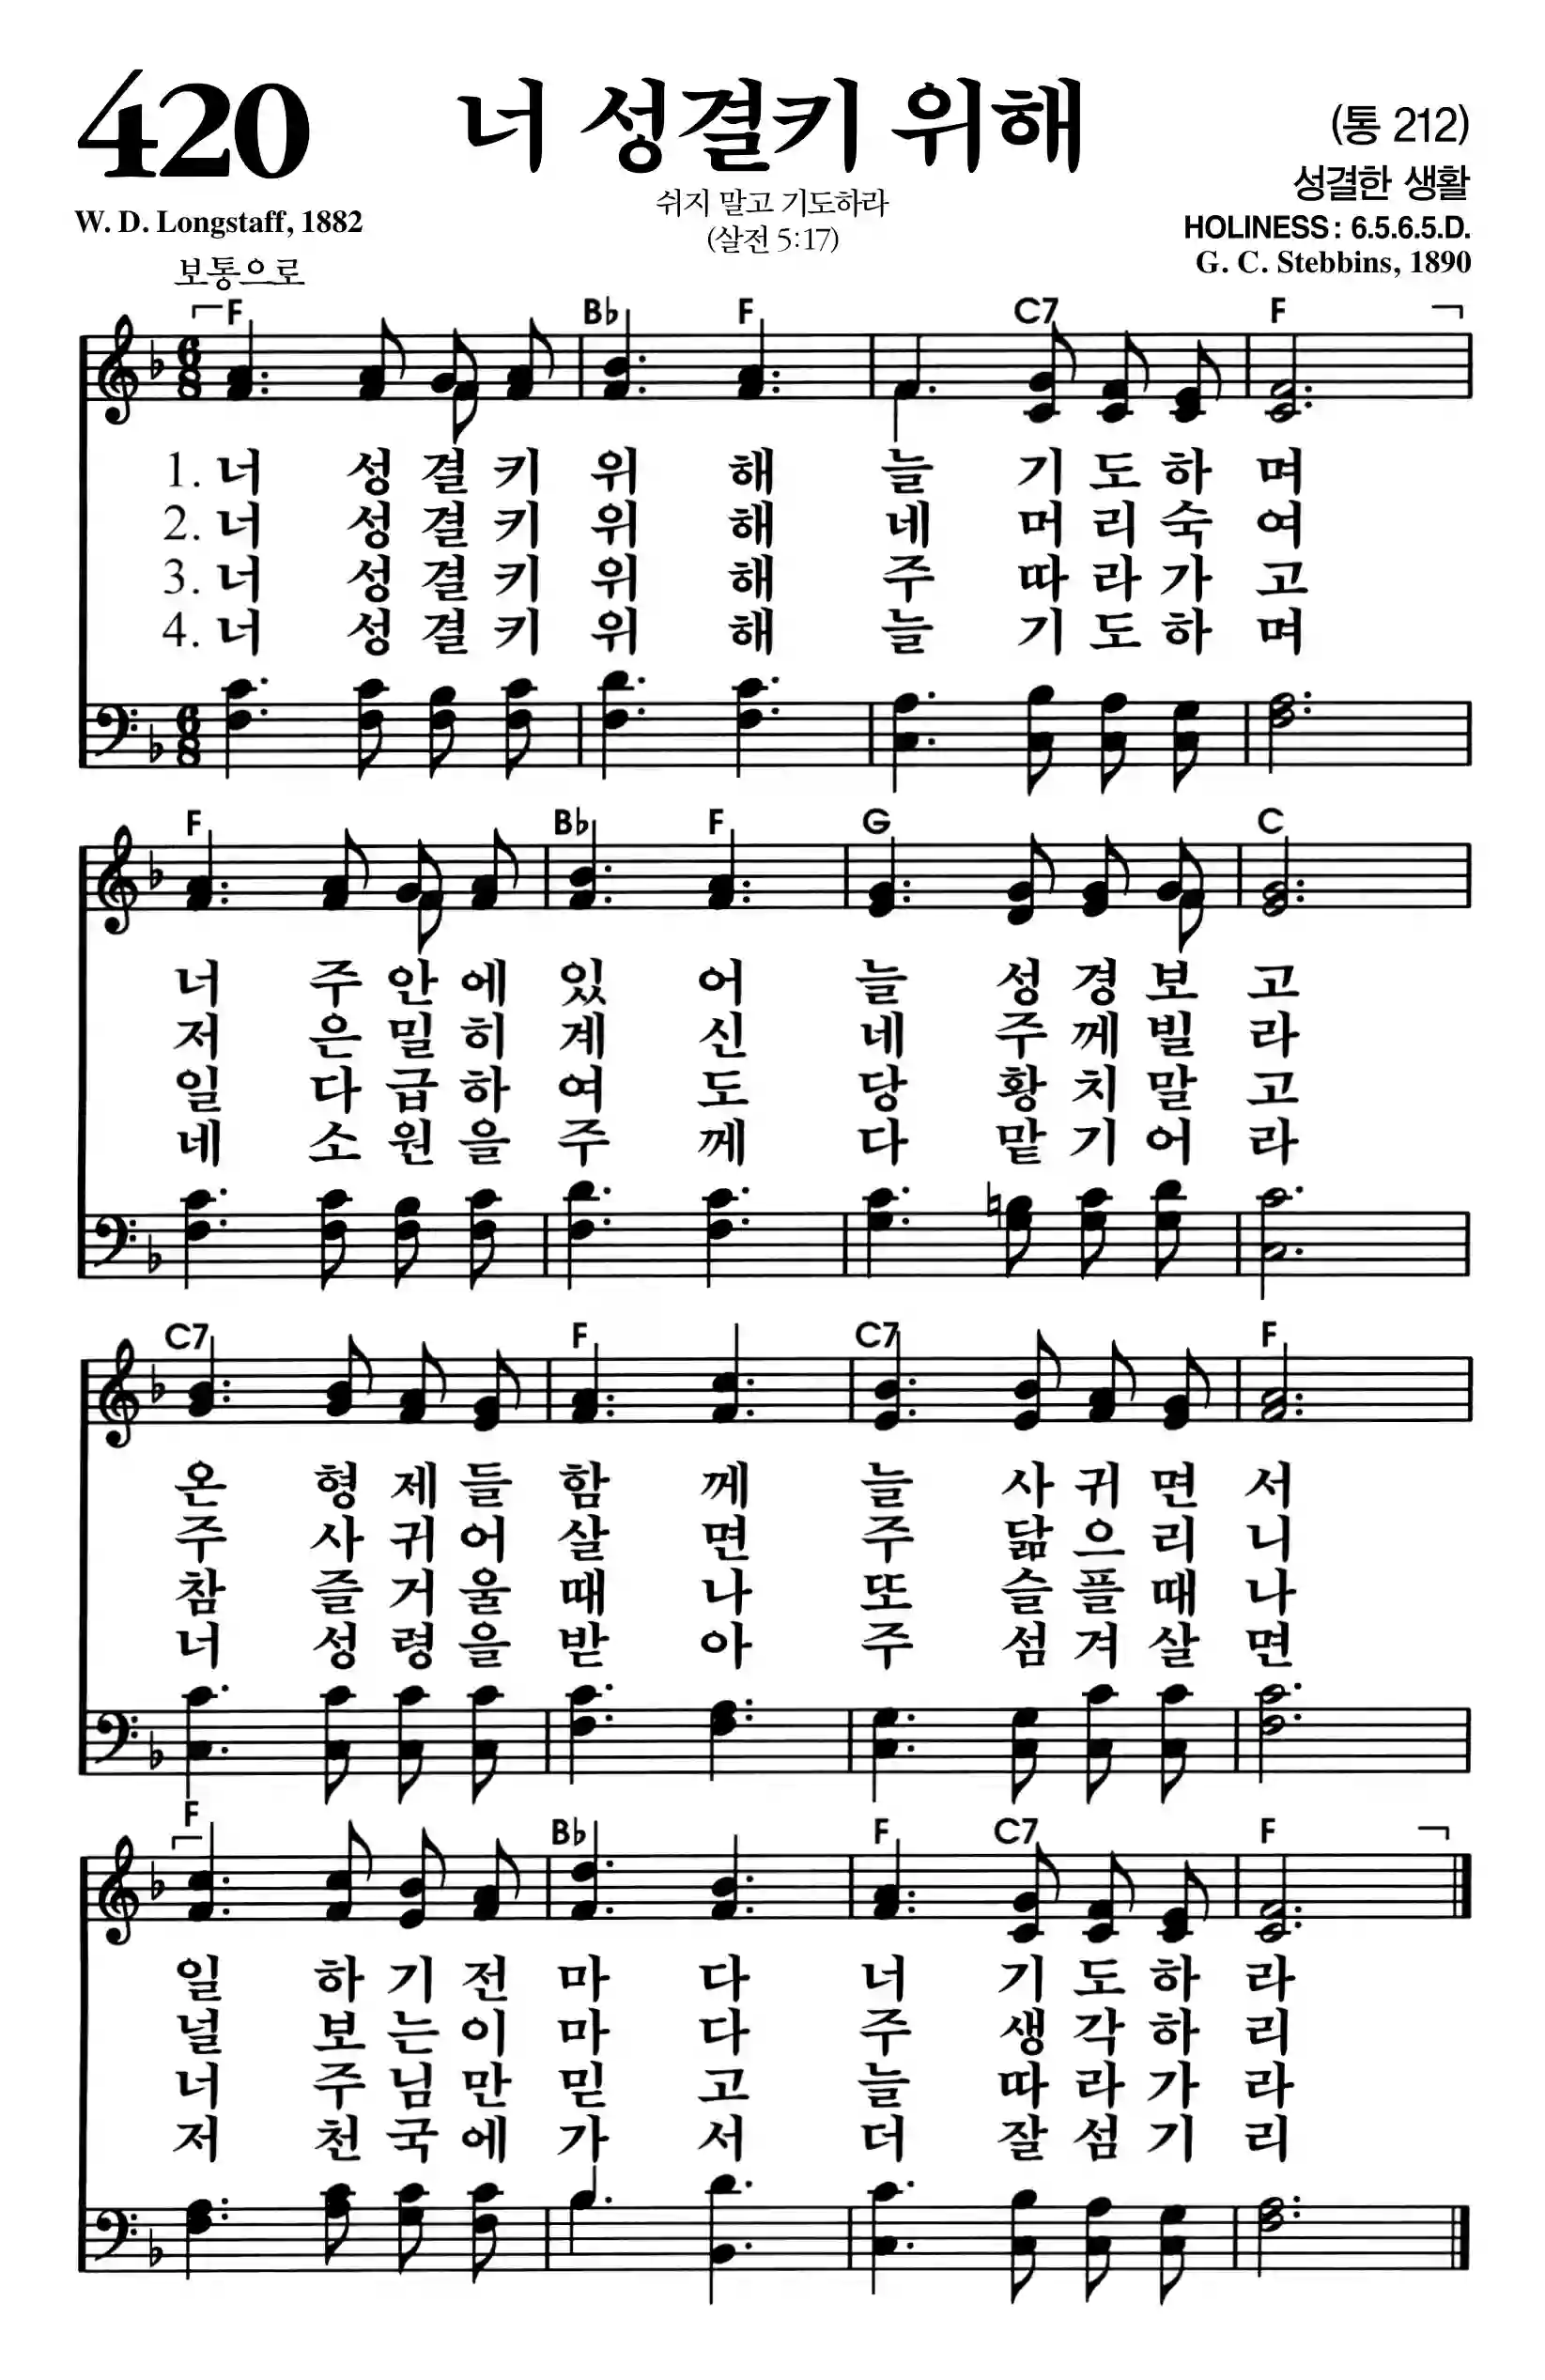 420 너 성결키 위해 (통 212)
성결한 생활
쉬지 말고 기도하라
W. D. Longstaff, 1882 (살전 5:17) HOLINESS : 6.5.6.5.D.
G. C. Stebbins, 1890
보통으로
F B♭ F C7 F
1. 너 성 결 키 위 해 늘 기 도 하 며
2. 너 성 결 키 위 해 네 머 리 숙 여
3. 너 성 결 키 위 해 주 따 라 가 고
4. 너 성 결 키 위 해 늘 기 도 하 며
F B♭ F G C
너 주 안 에 있 어 늘 성 경 보 고
저 은 밀 히 계 신 네 주 께 빌 라
일 다 급 하 여 도 당 황 치 말 고
네 소 원 을 주 께 다 맡 기 어 라
C7 F C7 F
온 형 제 들 함 께 늘 사 귀 면 서
주 사 귀 어 살 면 주 닮 으 리 니
참 즐 거 울 때 나 또 슬 플 때 나
너 성 령 을 받 아 주 섬 겨 살 면
F B♭ F C7 F
일 하 기 전 마 다 너 기 도 하 라
널 보 는 이 마 다 주 생 각 하 리
너 주 님 만 믿 고 늘 따 라 가 라
저 천 국 에 가 서 더 잘 섬 기 리